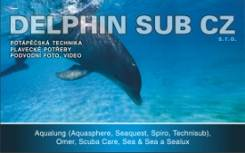 DELPHIN SUB CZ
s.r.o.
POTÁPĚČSKÁ TECHNIKA
PLAVECKÉ POTŘEBY
PODVODNÍ FOTO, VIDEO
Aqualung (Aquasphere, Seaquest, Spiro, Technisub),
Omer, Scuba Care, Sea & Sea a Sealux